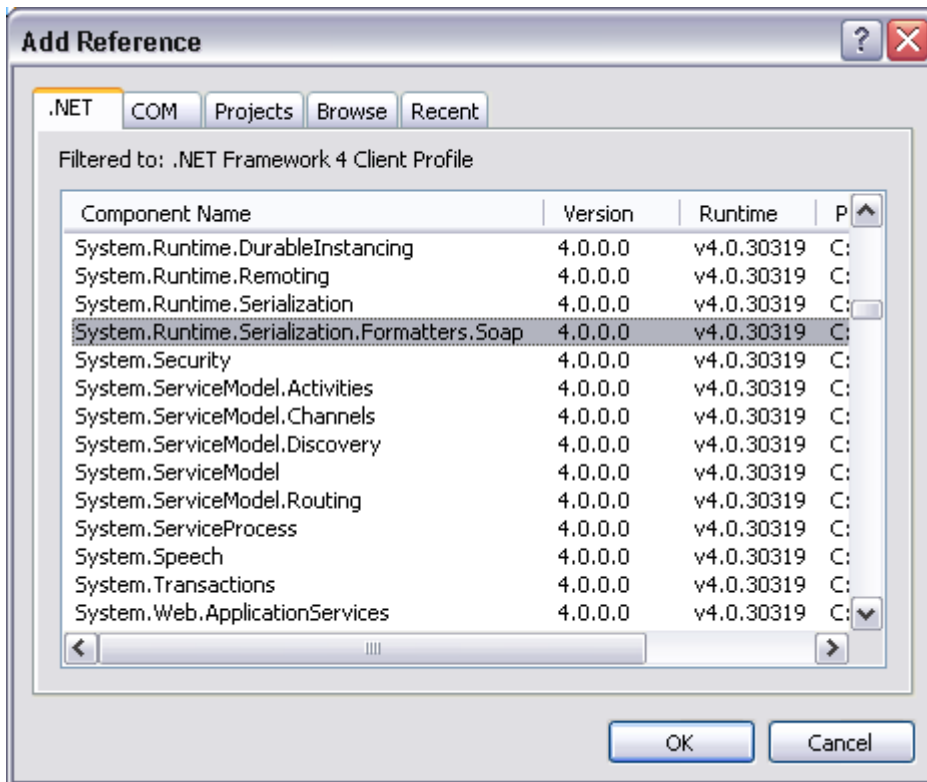 Add Reference
.NET COM Projects Browse Recent
Filtered to: .NET Framework 4 Client Profile
Component Name Version Runtime P
System.Runtime.DurableInstancing 4.0.0.0 v4.0.30319 C:
System.Runtime.Remoting 4.0.0.0 v4.0.30319 C:
System.Runtime.Serialization 4.0.0.0 v4.0.30319 C:
System.Runtime.Serialization.Formatters.Soap 4.0.0.0 v4.0.30319 C:
System.Security 4.0.0.0 v4.0.30319 C:
System.ServiceModel.Activities 4.0.0.0 v4.0.30319 C:
System.ServiceModel.Channels 4.0.0.0 v4.0.30319 C:
System.ServiceModel.Discovery 4.0.0.0 v4.0.30319 C:
System.ServiceModel 4.0.0.0 v4.0.30319 C:
System.ServiceModel.Routing 4.0.0.0 v4.0.30319 C:
System.ServiceProcess 4.0.0.0 v4.0.30319 C:
System.Speech 4.0.0.0 v4.0.30319 C:
System.Transactions 4.0.0.0 v4.0.30319 C:
System.Web.ApplicationServices 4.0.0.0 v4.0.30319 C:
OK Cancel